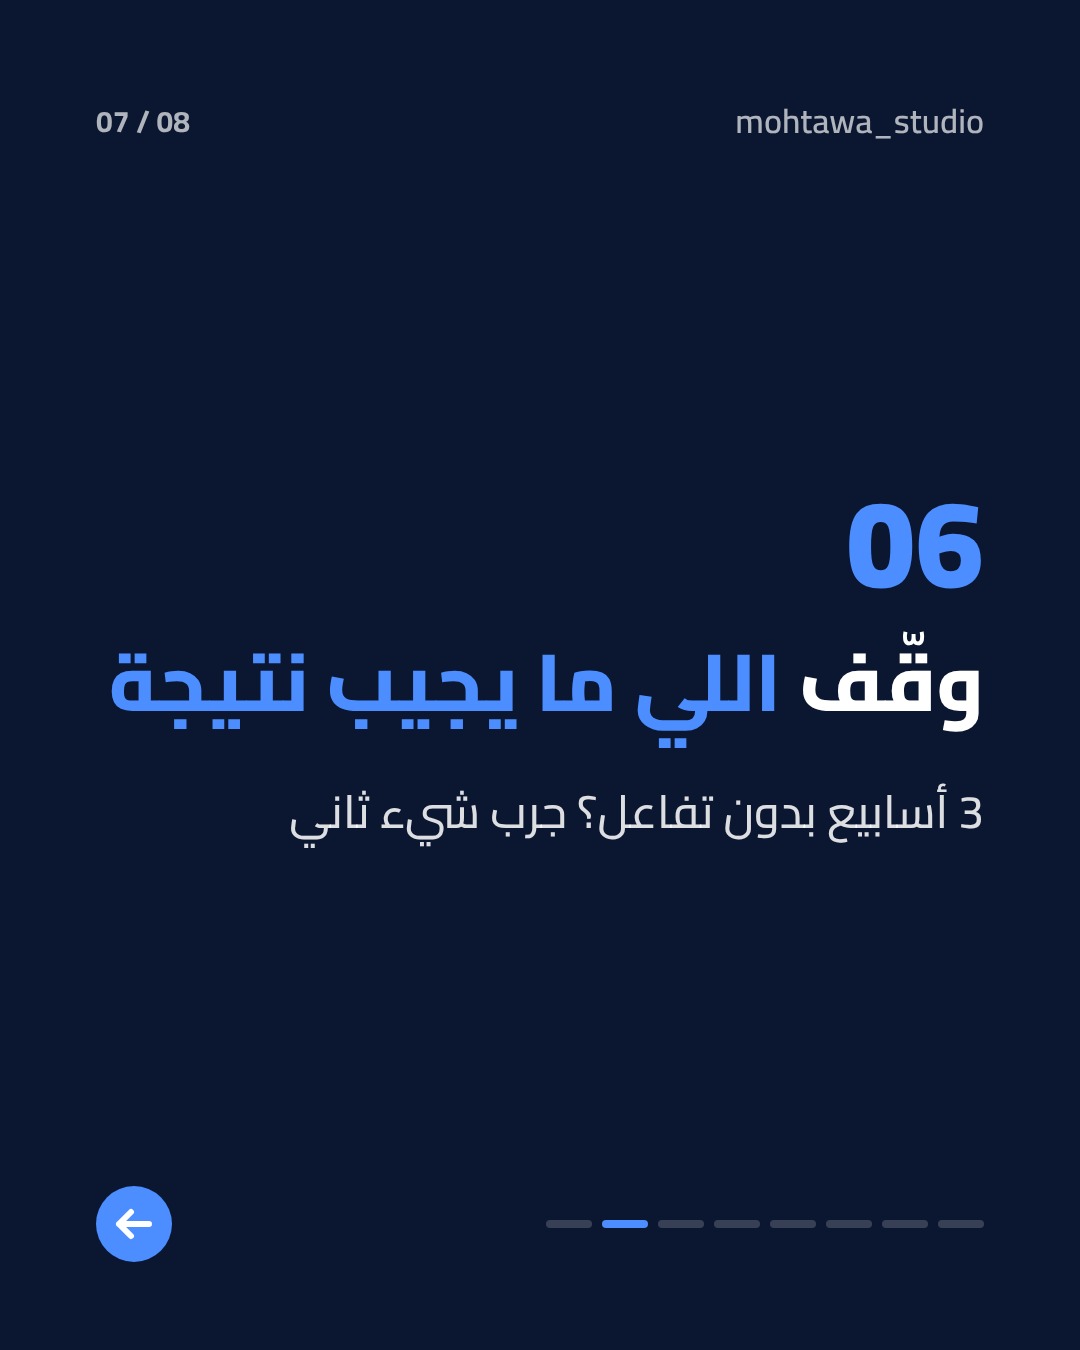 mohtawa_studio
07 / 08
06
وقّف اللي ما يجيب نتيجة
3 أسابيع بدون تفاعل؟ جرب شيء ثاني